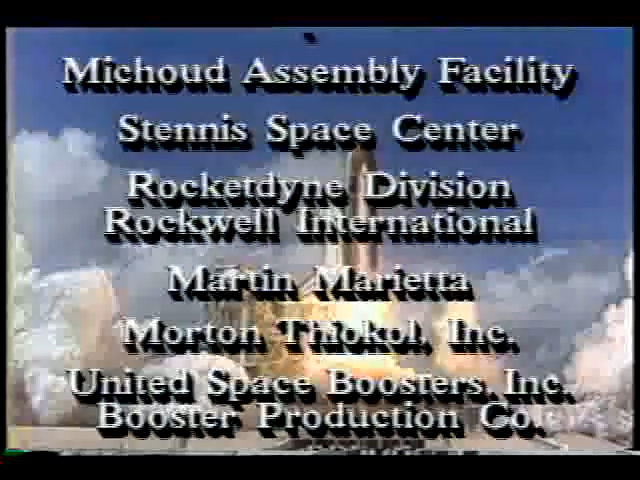 Michoud Assembly Facility
Stennis Space Center
Rocketdyne Division
Rockwell International
Martin Marietta
Morton Thiokol, Inc.
United Space Boosters, Inc.
Booster Production Co.